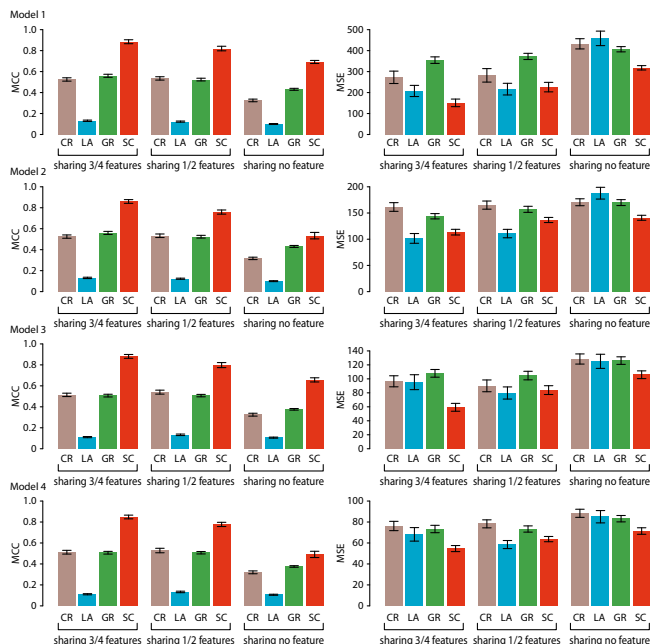 Model 1
MCC
1.0
0.8
0.6
0.4
0.2
0
CR LA GR SC CR LA GR SC CR LA GR SC
sharing 3/4 features sharing 1/2 features sharing no feature
MSE
500
400
300
200
100
0
CR LA GR SC CR LA GR SC CR LA GR SC
sharing 3/4 features sharing 1/2 features sharing no feature
Model 2
MCC
1.0
0.8
0.6
0.4
0.2
0
CR LA GR SC CR LA GR SC CR LA GR SC
sharing 3/4 features sharing 1/2 features sharing no feature
MSE
200
150
100
50
0
CR LA GR SC CR LA GR SC CR LA GR SC
sharing 3/4 features sharing 1/2 features sharing no feature
Model 3
MCC
1.0
0.8
0.6
0.4
0.2
0
CR LA GR SC CR LA GR SC CR LA GR SC
sharing 3/4 features sharing 1/2 features sharing no feature
MSE
140
120
100
80
60
40
20
0
CR LA GR SC CR LA GR SC CR LA GR SC
sharing 3/4 features sharing 1/2 features sharing no feature
Model 4
MCC
1.0
0.8
0.6
0.4
0.2
0
CR LA GR SC CR LA GR SC CR LA GR SC
sharing 3/4 features sharing 1/2 features sharing no feature
MSE
100
80
60
40
20
0
CR LA GR SC CR LA GR SC CR LA GR SC
sharing 3/4 features sharing 1/2 features sharing no feature